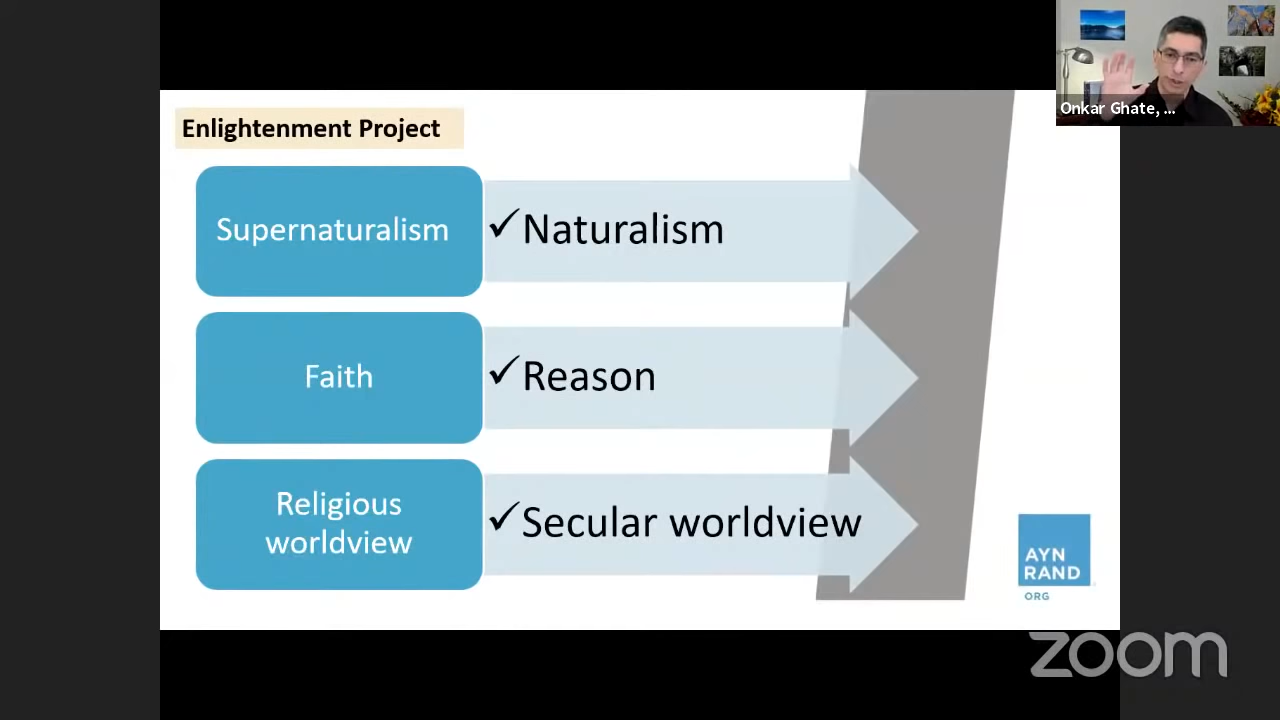 Onkar Ghate, ...
Enlightenment Project
Supernaturalism
✓Naturalism
Faith
✓Reason
Religious
worldview
✓Secular worldview
AYN
RAND
ORG
zoom